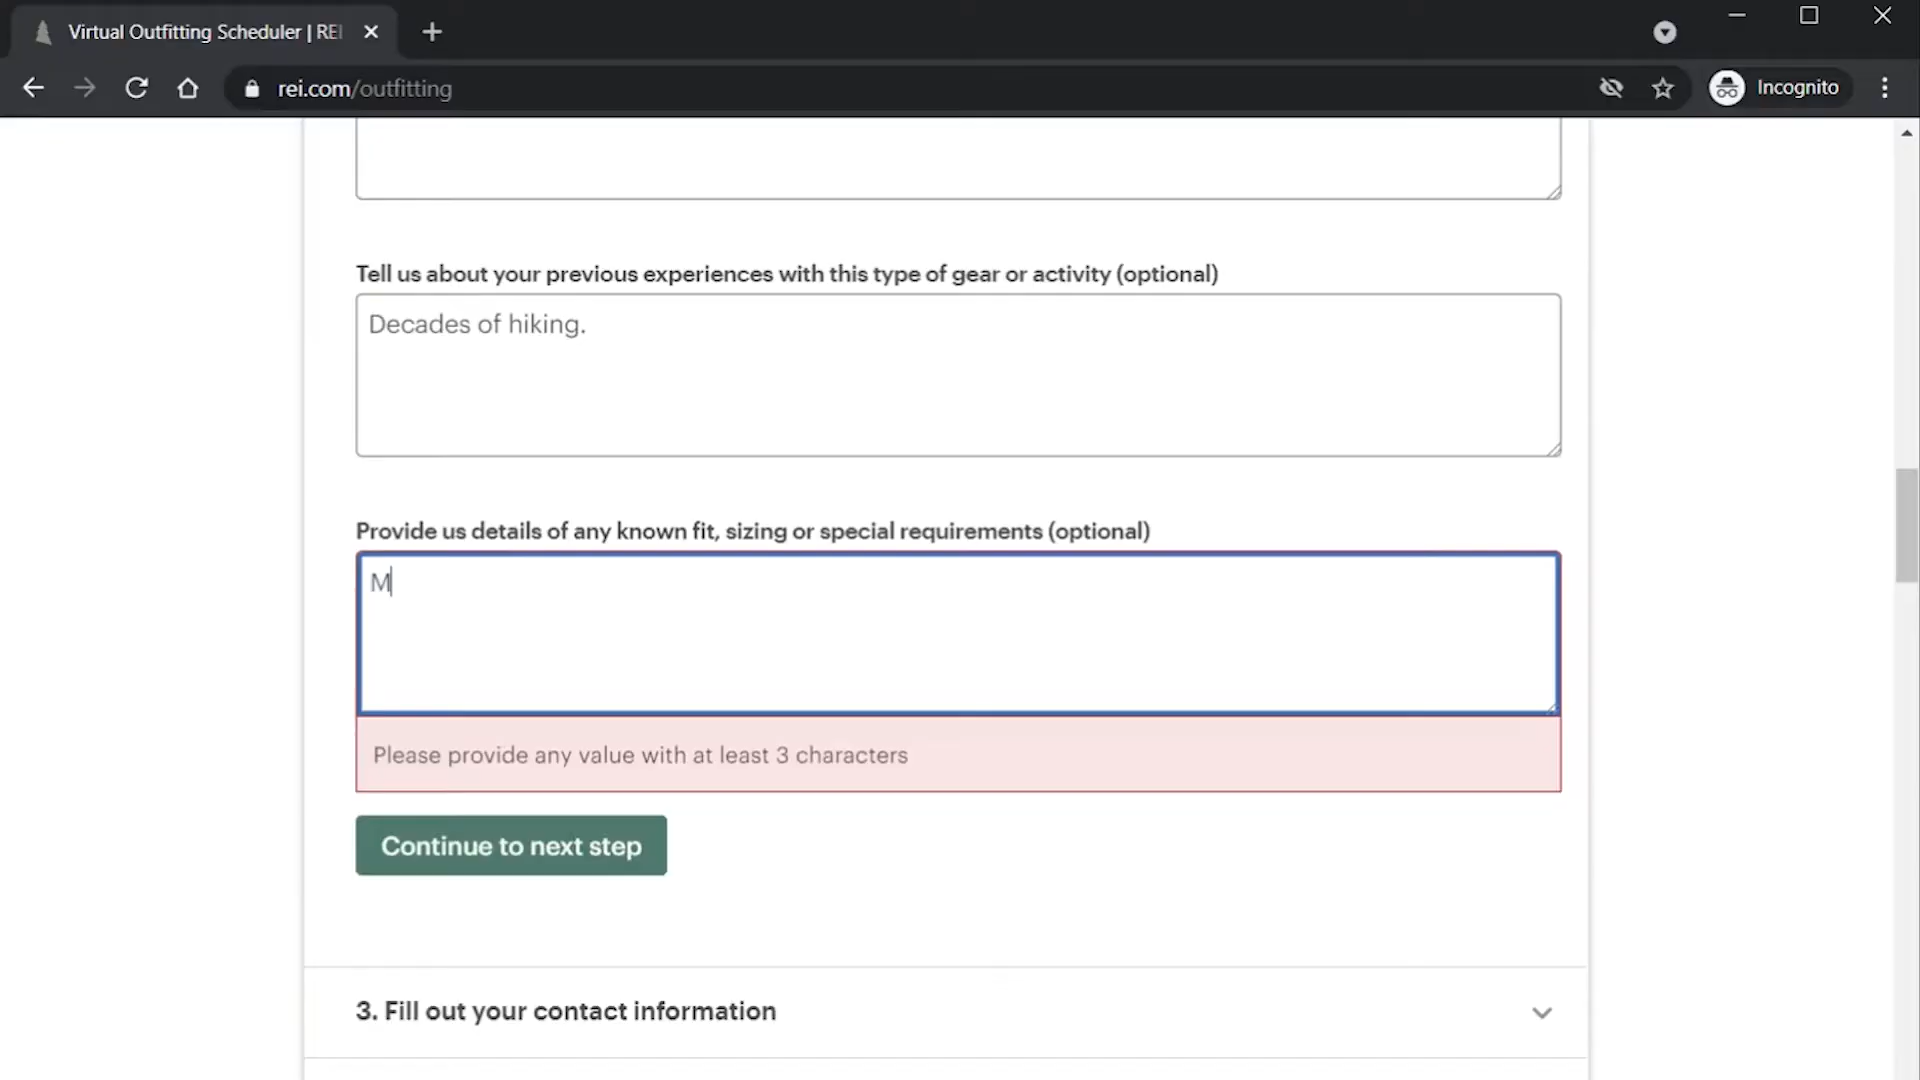 Virtual Outfitting Scheduler | REI
rei.com/outfitting
Incognito
Tell us about your previous experiences with this type of gear or activity (optional)
Decades of hiking.
Provide us details of any known fit, sizing or special requirements (optional)
M
Please provide any value with at least 3 characters
Continue to next step
3. Fill out your contact information